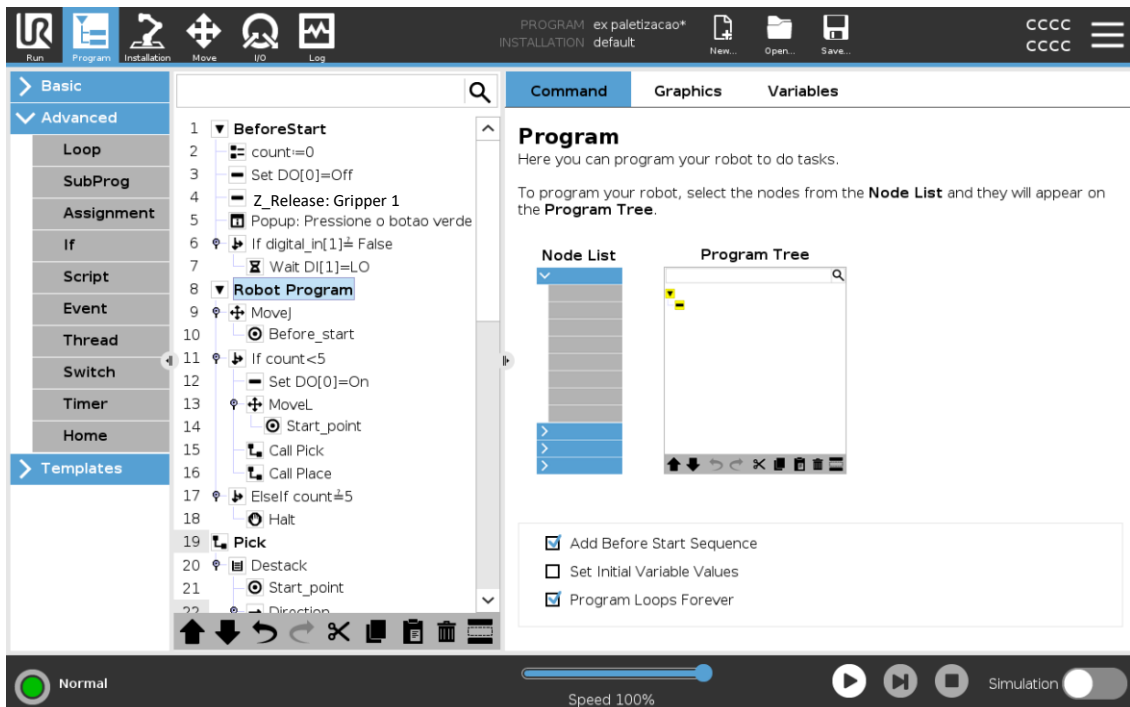 UR
PROGRAM ex paletizacao*
INSTALLATION default
CCCC
CCCC
Run Program Installation Move I/O Log New... Open... Save...
Basic
Advanced
Loop
SubProg
Assignment
If
Script
Event
Thread
Switch
Timer
Home
Templates
1 BeforeStart
2 count:=0
3 Set DO[0]=Off
4 Z_Release: Gripper 1
5 Popup: Pressione o botao verde
6 If digital_in[1]≟ False
7 Wait DI[1]=LO
8 Robot Program
9 MoveJ
10 Before_start
11 If count<5
12 Set DO[0]=On
13 MoveL
14 Start_point
15 Call Pick
16 Call Place
17 ElseIf count≟5
18 Halt
19 Pick
20 Destack
21 Start_point
22 Direction
Command Graphics Variables
Program
Here you can program your robot to do tasks.
To program your robot, select the nodes from the Node List and they will appear on
the Program Tree.
Node List Program Tree
Add Before Start Sequence
Set Initial Variable Values
Program Loops Forever
Normal
Speed 100%
Simulation